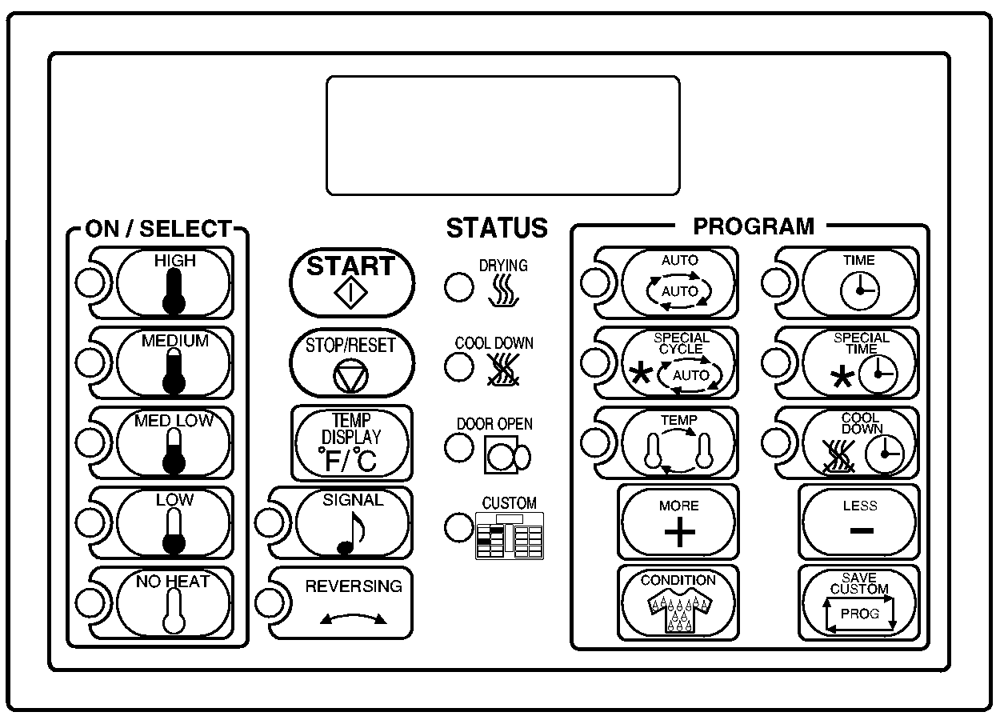 ON / SELECT
HIGH
MEDIUM
MED LOW
LOW
NO HEAT
START
STOP/RESET
TEMP
DISPLAY
°F/°C
SIGNAL
REVERSING
STATUS
DRYING
COOL DOWN
DOOR OPEN
CUSTOM
PROGRAM
AUTO
AUTO
TIME
SPECIAL
CYCLE
* AUTO
SPECIAL
TIME
*
TEMP
COOL
DOWN
MORE
+
LESS
-
CONDITION
SAVE
CUSTOM
PROG